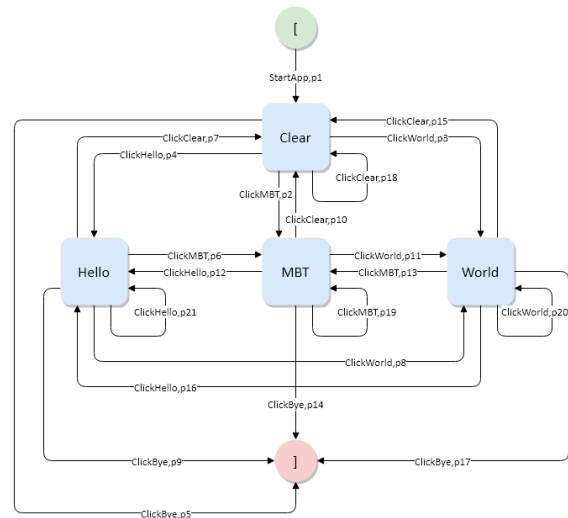 [
StartApp,p1
ClickClear,p15
Clear
ClickClear,p7
ClickWorld,p3
ClickHello,p4
ClickClear,p18
ClickMBT,p2
ClickClear,p10
ClickMBT,p6
ClickWorld,p11
Hello
MBT
World
ClickHello,p12
ClickMBT,p13
ClickHello,p21
ClickMBT,p19
ClickWorld,p20
ClickWorld,p8
ClickHello,p16
ClickBye,p14
ClickBye,p9
]
ClickBye,p17
ClickBye,p5